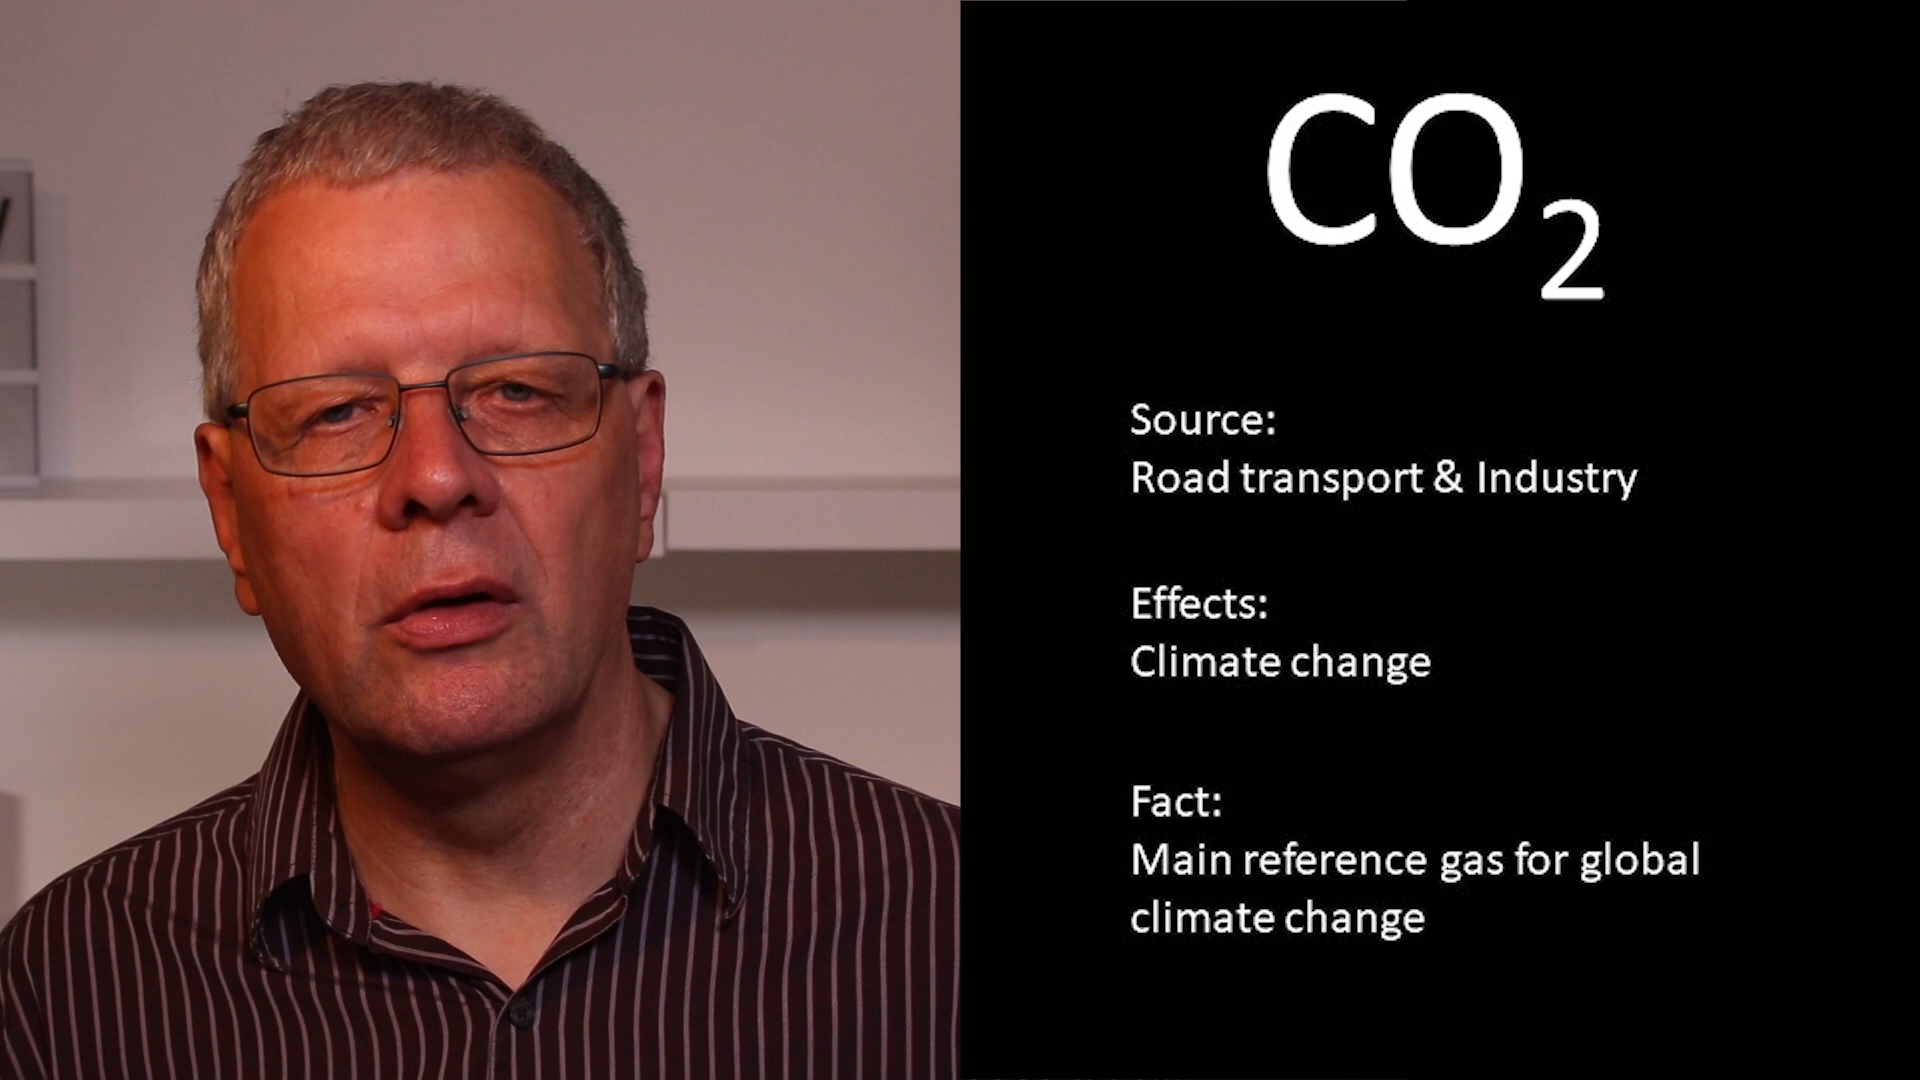 CO₂
Source:
Road transport & Industry
Effects:
Climate change
Fact:
Main reference gas for global
climate change